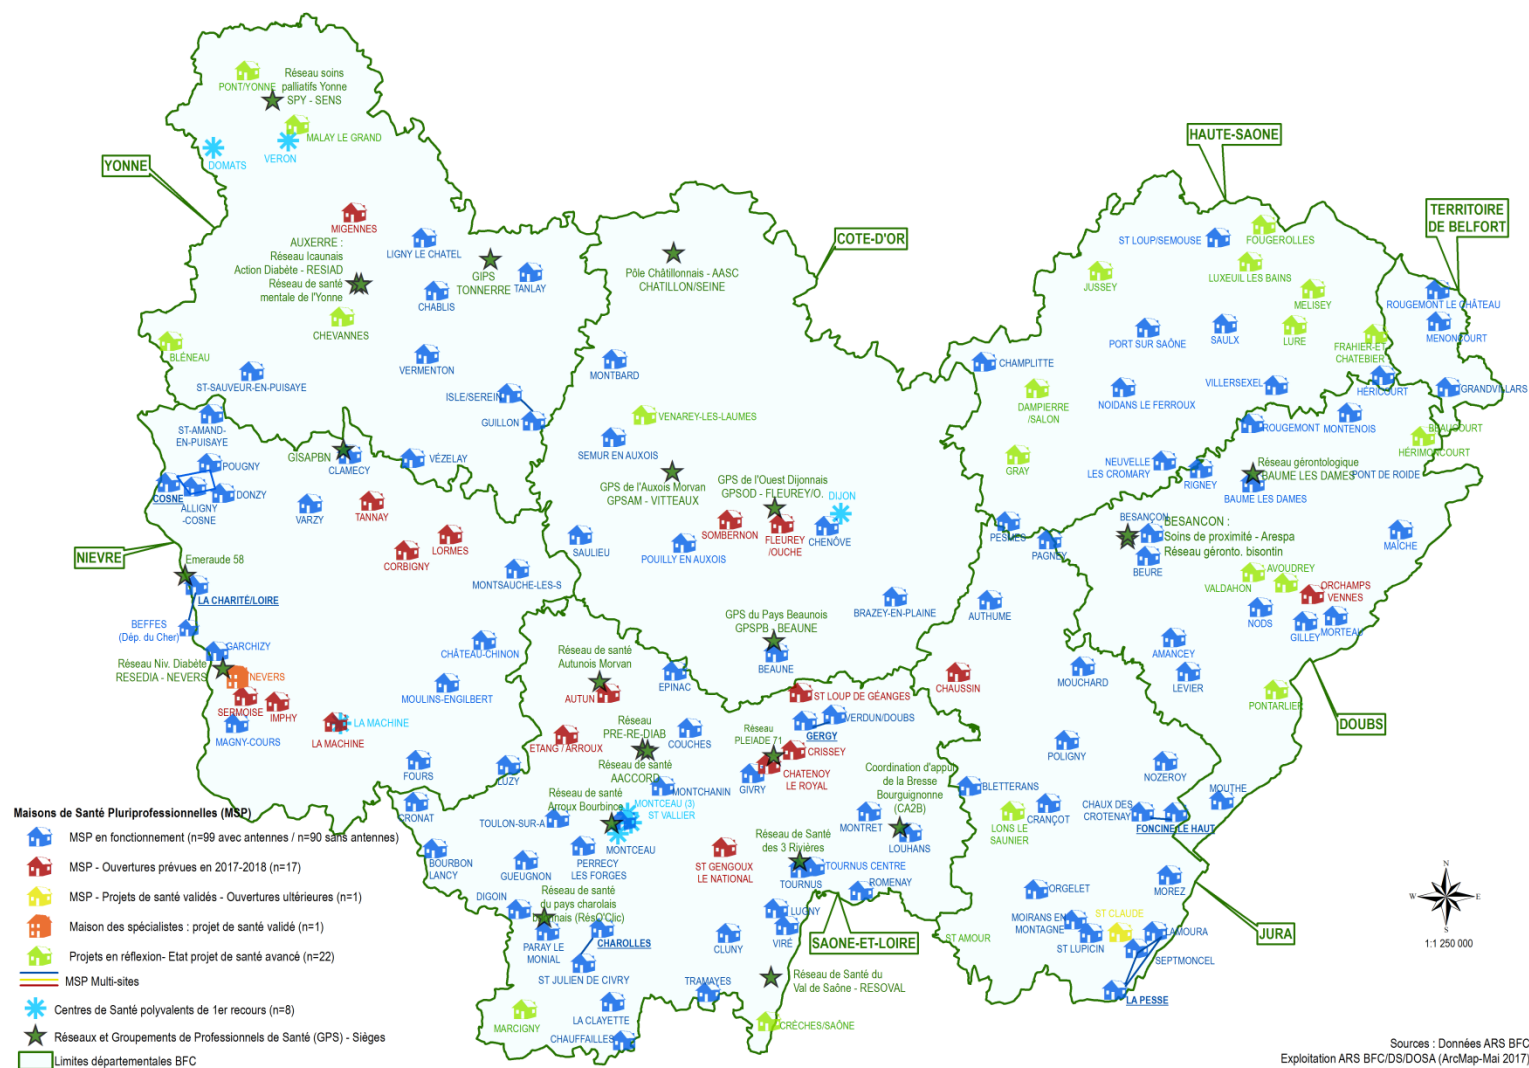 Réseau soins
palliatifs Yonne
SPY - SENS
PONT/YONNE
MALAY LE GRAND
DOMATS
VERON
YONNE
MIGENNES
AUXERRE :
Réseau Icaunais
Action Diabète - RESIAD
Réseau de santé
mentale de l'Yonne
LIGNY LE CHATEL
GIPS
TONNERRE
TANLAY
CHABLIS
CHEVANNES
BLÉNEAU
ST-SAUVEUR-EN-PUISAYE
VERMENTON
ISLE/SEREIN
GUILLON
VÉZELAY
COTE-D'OR
Pôle Châtillonnais - AASC
CHATILLON/SEINE
MONTBARD
VENAREY-LES-LAUMES
SEMUR EN AUXOIS
GPS de l'Auxois Morvan
GPSAM - VITTEAUX
GPS de l'Ouest Dijonnais
GPSOD - FLEUREY/O.
DIJON
SOMBERNON
FLEUREY
/OUCHE
CHENÔVE
SAULIEU
POUILLY EN AUXOIS
BRAZEY-EN-PLAINE
GPS du Pays Beaunois
GPSPB - BEAUNE
BEAUNE
HAUTE-SAONE
TERRITOIRE
DE BELFORT
ST LOUP/SEMOUSE
FOUGEROLLES
LUXEUIL LES BAINS
JUSSEY
MELISEY
ROUGEMONT LE CHÂTEAU
MENONCOURT
PORT SUR SAÔNE
SAULX
LURE
FRAHIER-ET
CHATEBIER
CHAMPLITTE
DAMPIERRE
/SALON
NOIDANS LE FERROUX
VILLERSEXEL
HÉRICOURT
GRANDVILLARS
BEAUCOURT
HÉRIMONCOURT
MONTENOIS
ROUGEMONT
GRAY
NEUVELLE
LES CROMARY
RIGNEY
Réseau gérontologique
BAUME LES DAMES
BAUME LES DAMES
PONT DE ROIDE
PESMES
PAGNEY
BESANÇON
BESANCON :
Soins de proximité - Arespa
Réseau géronto. bisontin
BEURE
MAÎCHE
VALDAHON
AVOUDREY
ORCHAMPS
VENNES
NODS
GILLEY
MORTEAU
AMANCEY
LEVIER
PONTARLIER
MOUTHE
DOUBS
ST-AMAND-
EN-PUISAYE
POUGNY
COSNE
ALLIGNY
-COSNE
DONZY
GISAPBN
CLAMECY
VARZY
TANNAY
LORMES
CORBIGNY
NIEVRE
Emeraude 58
LA CHARITÉ/LOIRE
BEFFES
(Dép. du Cher)
GARCHIZY
Réseau Niv. Diabète
RESEDIA - NEVERS
NEVERS
SERMOISE
IMPHY
MAGNY-COURS
LA MACHINE
LA MACHINE
MONTSAUCHE-LES-S
CHÂTEAU-CHINON
MOULINS-ENGILBERT
FOURS
LUZY
AUTHUME
CHAUSSIN
MOUCHARD
POLIGNY
NOZEROY
BLETTERANS
LONS LE
SAUNIER
CRANÇOT
CHAUX DES
CROTENAY
FONCINE LE HAUT
MOREZ
ORGELET
MOIRANS EN
MONTAGNE
ST LUPICIN
ST CLAUDE
LAMOURA
SEPTMONCEL
LA PESSE
ST AMOUR
JURA
Réseau de santé
Autunois Morvan
AUTUN
EPINAC
ETANG / ARROUX
Réseau
PRE-RE-DIAB
Réseau de santé
AACCORD
COUCHES
Réseau
PLEIADE 71
ST LOUP DE GÉANGES
VERDUN/DOUBS
GERGY
CRISSEY
CHATENOY
LE ROYAL
GIVRY
MONTCHANIN
Réseau de santé
Arroux Bourbince
MONTCEAU (3)
ST VALLIER
MONTCEAU
CRONAT
TOULON-SUR-A
BOURBON
LANCY
GUEUGNON
PERRECY
LES FORGES
Coordination d'appui
de la Bresse
Bourguignonne
(CA2B)
MONTRET
LOUHANS
Réseau de Santé
des 3 Rivières
ST GENGOUX
LE NATIONAL
TOURNUS CENTRE
TOURNUS
ROMENAY
DIGOIN
Réseau de santé
du pays charolais
PARAY LE
MONIAL
CHAROLLES
ST JULIEN DE CIVRY
CLUNY
LUGNY
VIRÉ
SAONE-ET-LOIRE
Réseau de Santé du
Val de Saône - RESOVAL
TRAMAYES
CRÊCHES/SAÔNE
MARCIGNY
LA CLAYETTE
CHAUFFAILLES
Maisons de Santé Pluriprofessionnelles (MSP)
MSP en fonctionnement (n=99 avec antennes / n=90 sans antennes)
MSP - Ouvertures prévues en 2017-2018 (n=17)
MSP - Projets de santé validés - Ouvertures ultérieures (n=1)
Maison des spécialistes : projet de santé validé (n=1)
Projets en réflexion- Etat projet de santé avancé (n=22)
MSP Multi-sites
Centres de Santé polyvalents de 1er recours (n=8)
Réseaux et Groupements de Professionnels de Santé (GPS) - Sièges
Limites départementales BFC
N
W
E
S
1:1 250 000
Sources : Données ARS BFC
Exploitation ARS BFC/DS/DOSA (ArcMap-Mai 2017)